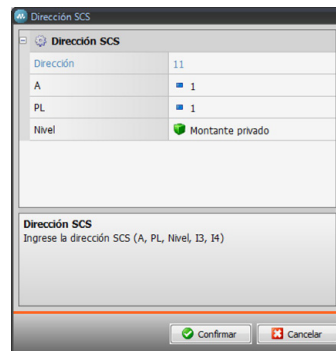 Dirección SCS
Dirección SCS
Dirección 11
A 1
PL 1
Nivel Montante privado
Dirección SCS
Ingrese la dirección SCS (A, PL, Nivel, I3, I4)
Confirmar Cancelar